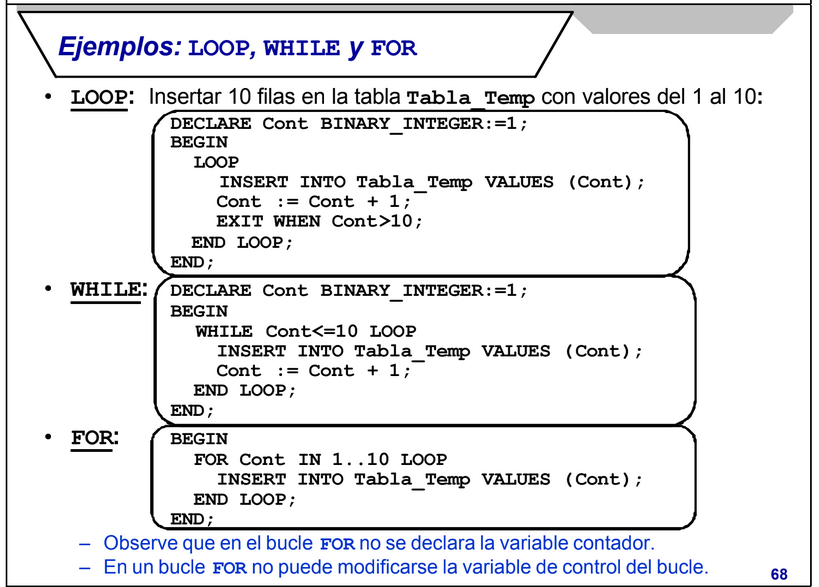 Ejemplos: LOOP, WHILE y FOR
• LOOP: Insertar 10 filas en la tabla Tabla_Temp con valores del 1 al 10:
DECLARE Cont BINARY_INTEGER:=1;
BEGIN
LOOP
INSERT INTO Tabla_Temp VALUES (Cont);
Cont := Cont + 1;
EXIT WHEN Cont>10;
END LOOP;
END;
• WHILE:
DECLARE Cont BINARY_INTEGER:=1;
BEGIN
WHILE Cont<=10 LOOP
INSERT INTO Tabla_Temp VALUES (Cont);
Cont := Cont + 1;
END LOOP;
END;
• FOR:
BEGIN
FOR Cont IN 1..10 LOOP
INSERT INTO Tabla_Temp VALUES (Cont);
END LOOP;
END;
– Observe que en el bucle FOR no se declara la variable contador.
– En un bucle FOR no puede modificarse la variable de control del bucle.
68